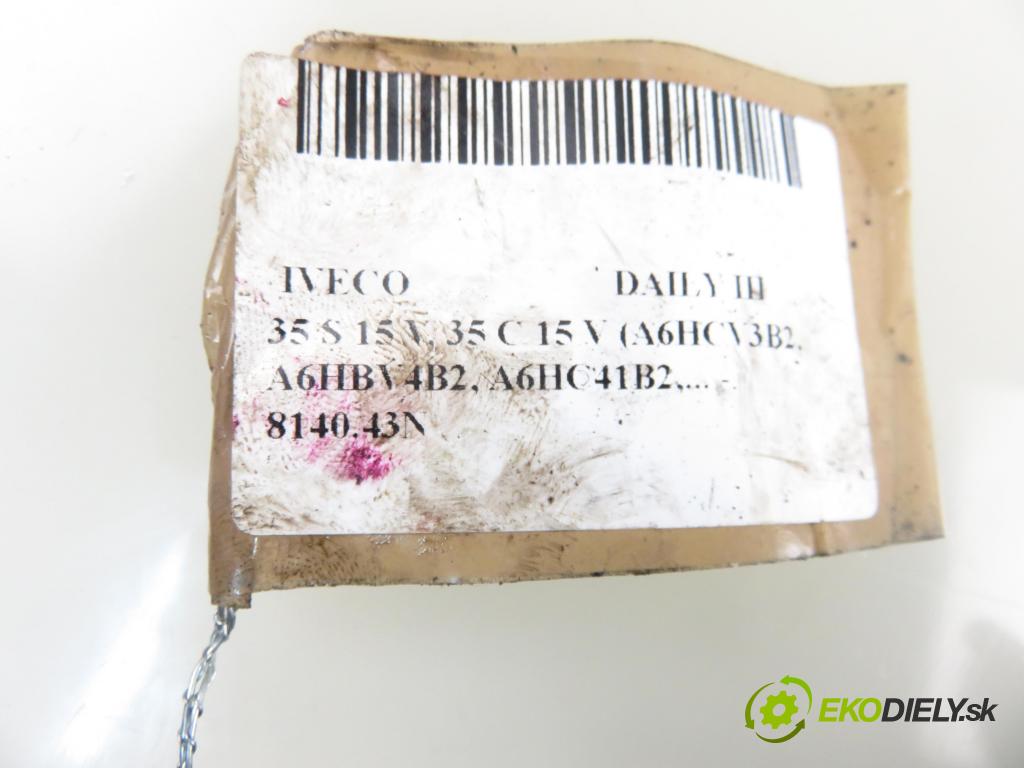 IVECO DAILY III
35 S 15 V, 35 C 15 V (A6HCV3B2,
A6HBV4B2, A6HC41B2,... -
8140.43N
EKODIELY.sk